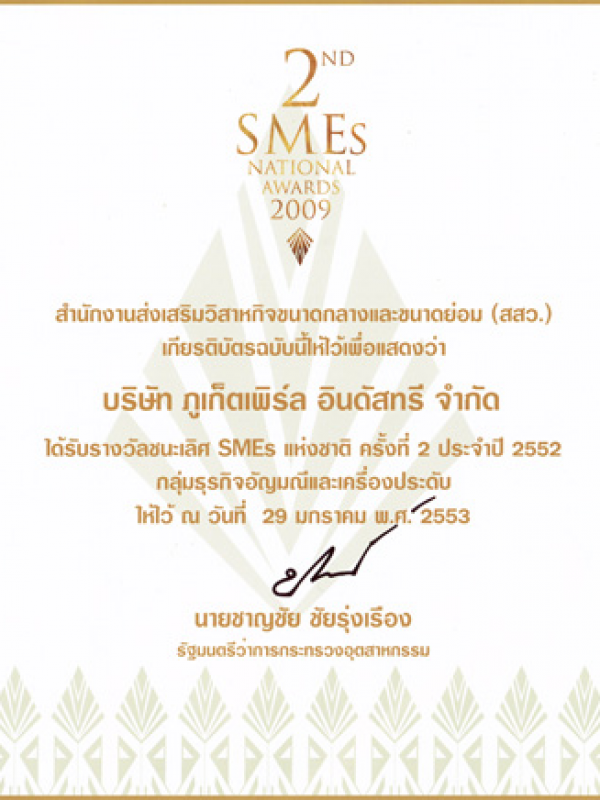 2ND
SMEs
NATIONAL
AWARDS
2009
สำนักงานส่งเสริมวิสาหกิจขนาดกลางและขนาดย่อม (สสว.)
เกียรติบัตรฉบับนี้ให้ไว้เพื่อแสดงว่า
บริษัท ภูเก็ตเพิร์ล อินดัสทรี จำกัด
ได้รับรางวัลชนะเลิศ SMEs แห่งชาติ ครั้งที่ 2 ประจำปี 2552
กลุ่มธุรกิจอัญมณีและเครื่องประดับ
ให้ไว้ ณ วันที่ 29 มกราคม พ.ศ. 2553
นายชาญชัย ชัยรุ่งเรือง
รัฐมนตรีว่าการกระทรวงอุตสาหกรรม